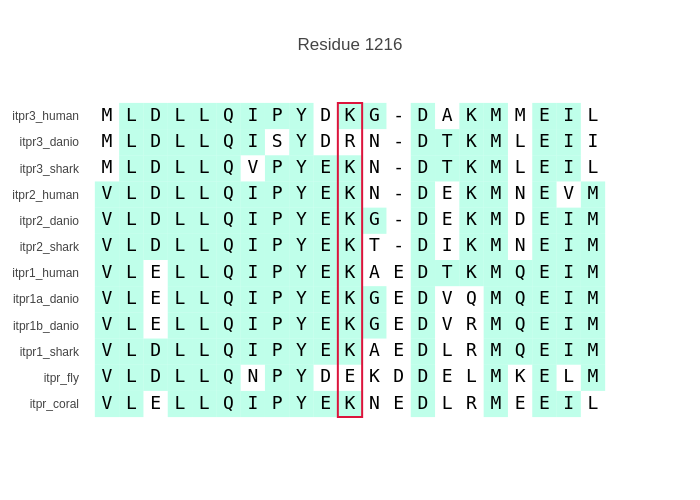 Residue 1216
itpr3_human M L D L L Q I P Y D K G - D A K M M E I L
itpr3_danio M L D L L Q I S Y D R N - D T K M L E I I
itpr3_shark M L D L L Q V P Y E K N - D T K M L E I L
itpr2_human V L D L L Q I P Y E K N - D E K M N E V M
itpr2_danio V L D L L Q I P Y E K G - D E K M D E I M
itpr2_shark V L D L L Q I P Y E K T - D I K M N E I M
itpr1_human V L E L L Q I P Y E K A E D T K M Q E I M
itpr1a_danio V L E L L Q I P Y E K G E D V Q M Q E I M
itpr1b_danio V L E L L Q I P Y E K G E D V R M Q E I M
itpr1_shark V L D L L Q I P Y E K A E D L R M Q E I M
itpr_fly V L D L L Q N P Y D E K D D E L M K E L M
itpr_coral V L E L L Q I P Y E K N E D L R M E E I L